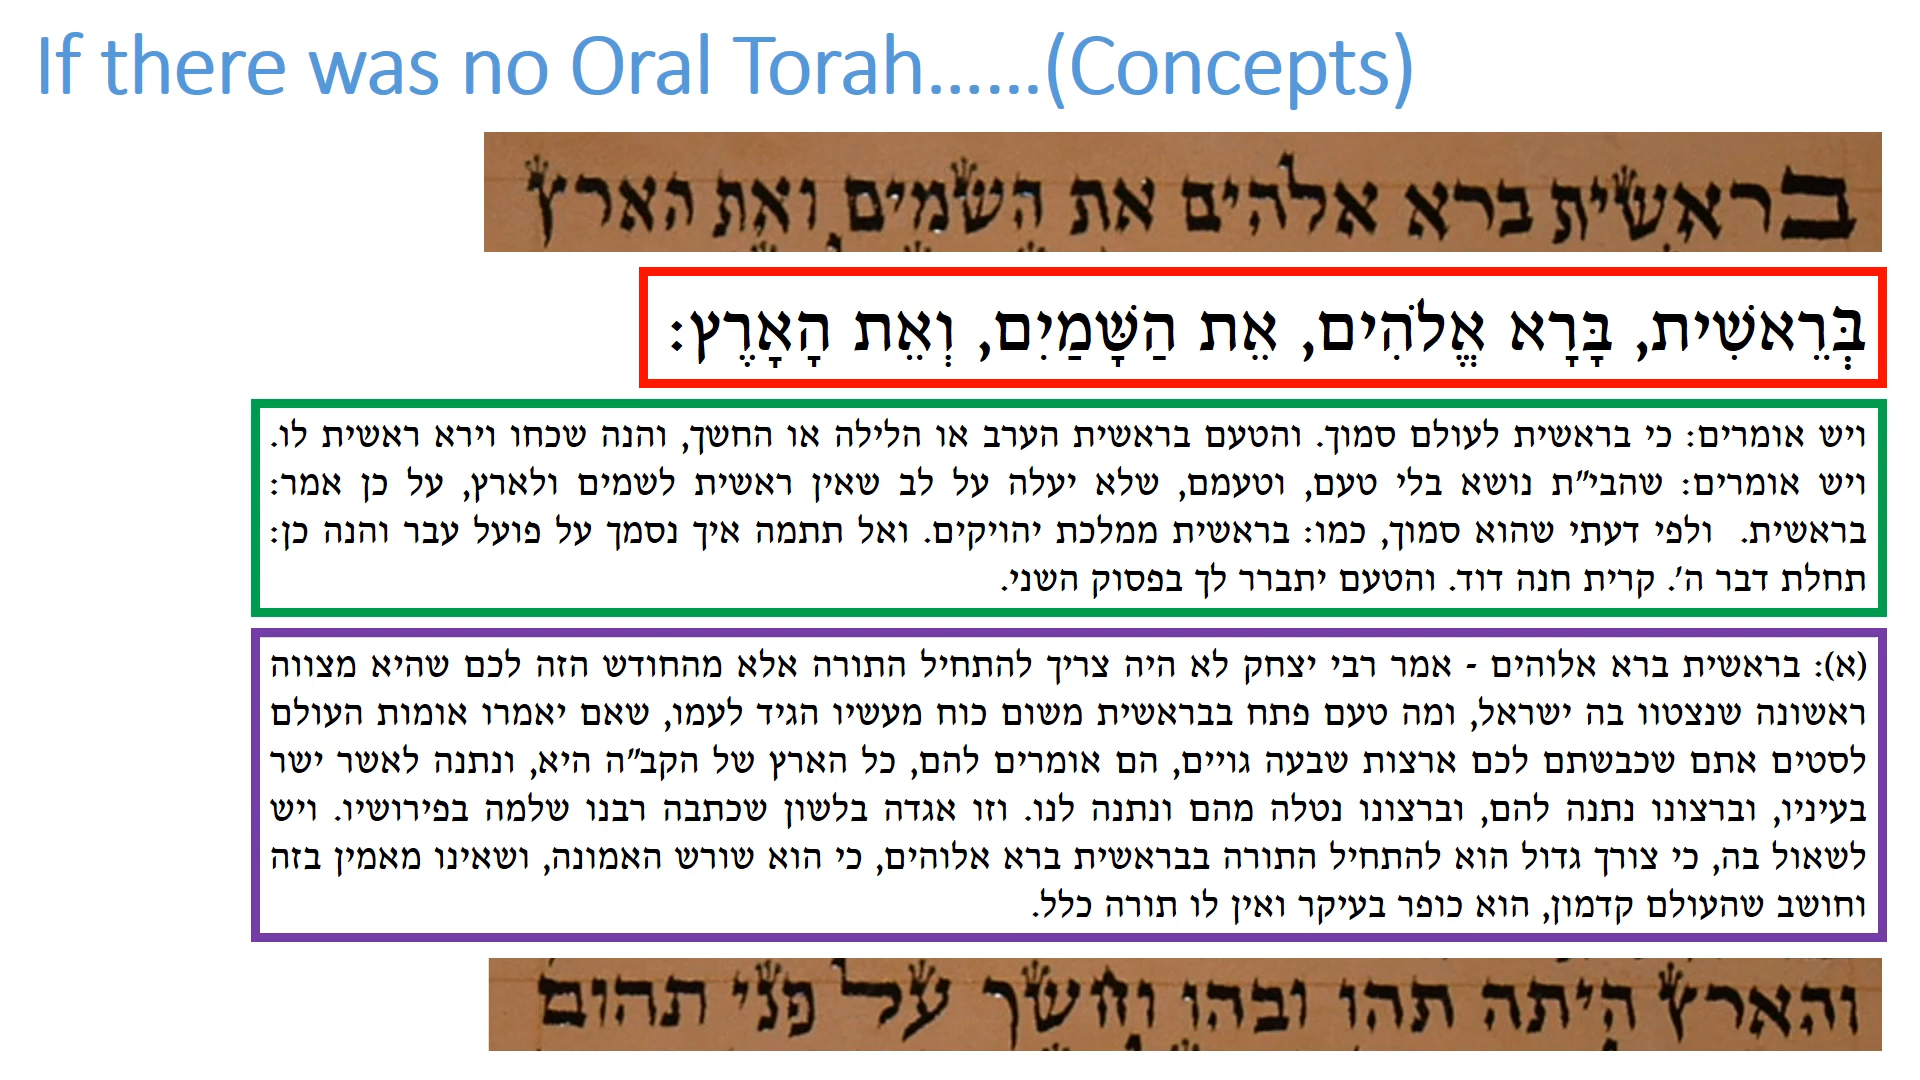 If there was no Oral Torah......(Concepts)
בראשית ברא אלהים את השמים ואת הארץ
בְּרֵאשִׁית, בָּרָא אֱלֹהִים, אֵת הַשָּׁמַיִם, וְאֵת הָאָרֶץ:
ויש אומרים: כי בראשית לעולם סמוך. והטעם בראשית הערב או הלילה או החשך, והנה שכחו וירא ראשית לו.
ויש אומרים: שהבי״ת נושא בלי טעם, וטעמם, שלא יעלה על לב שאין ראשית לשמים ולארץ, על כן אמר:
בראשית. ולפי דעתי שהוא סמוך, כמו: בראשית ממלכת יהויקים. ואל תתמה איך נסמך על פועל עבר והנה כן:
תחלת דבר ה׳. קרית חנה דוד. והטעם יתברר לך בפסוק השני.
(א): בראשית ברא אלוהים - אמר רבי יצחק לא היה צריך להתחיל התורה אלא מהחודש הזה לכם שהיא מצווה
ראשונה שנצטוו בה ישראל, ומה טעם פתח בבראשית משום כוח מעשיו הגיד לעמו, שאם יאמרו אומות העולם
לסטים אתם שכבשתם לכם ארצות שבעה גויים, הם אומרים להם, כל הארץ של הקב״ה היא, ונתנה לאשר ישר
בעיניו, וברצונו נתנה להם, וברצונו נטלה מהם ונתנה לנו. וזו אגדה בלשון שכתבה רבנו שלמה בפירושיו. ויש
לשאול בה, כי צורך גדול הוא להתחיל התורה בבראשית ברא אלוהים, כי הוא שורש האמונה, ושאינו מאמין בזה
וחושב שהעולם קדמון, הוא כופר בעיקר ואין לו תורה כלל.
והארץ היתה תהו ובהו וחשך על פני תהום